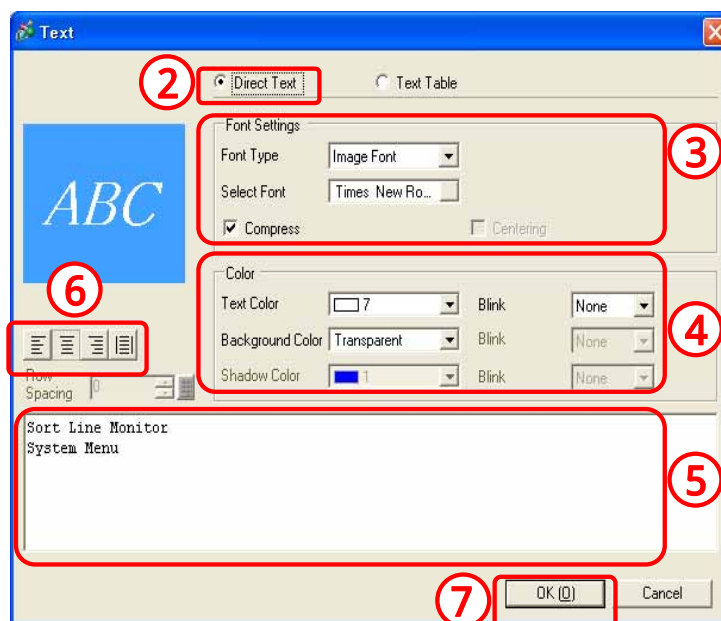 Text
② Direct Text Text Table
Font Settings ③
Font Type Image Font
Select Font Times New Ro...
Compress Centering
ABC
Color ④
Text Color 7 Blink None
Background Color Transparent Blink None
Shadow Color 1 Blink None
⑥
Row
Spacing 0
Sort Line Monitor
System Menu
⑤
⑦ OK (O) Cancel